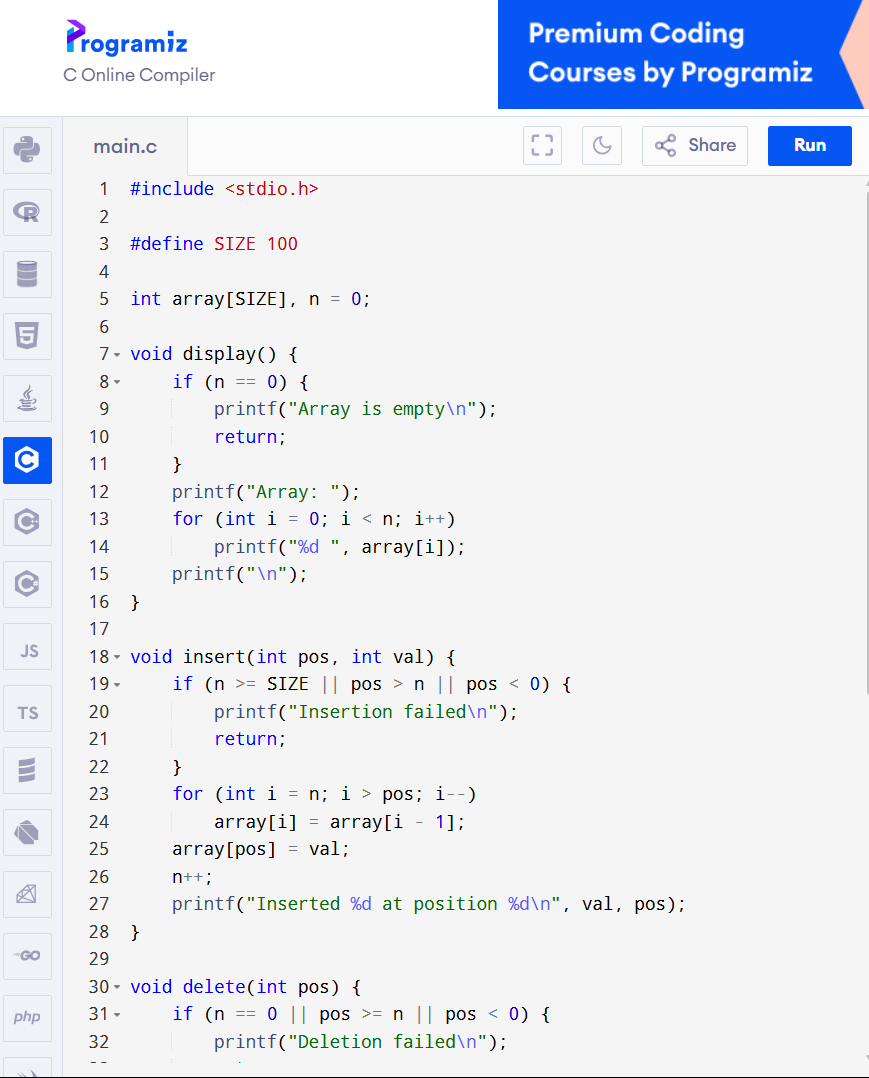 Programiz
C Online Compiler
Premium Coding
Courses by Programiz
main.c
Share
Run
1 #include <stdio.h>
2
3 #define SIZE 100
4
5 int array[SIZE], n = 0;
6
7 void display() {
8 if (n == 0) {
9 printf("Array is empty\n");
10 return;
11 }
12 printf("Array: ");
13 for (int i = 0; i < n; i++)
14 printf("%d ", array[i]);
15 printf("\n");
16 }
17
18 void insert(int pos, int val) {
19 if (n >= SIZE || pos > n || pos < 0) {
20 printf("Insertion failed\n");
21 return;
22 }
23 for (int i = n; i > pos; i--)
24 array[i] = array[i - 1];
25 array[pos] = val;
26 n++;
27 printf("Inserted %d at position %d\n", val, pos);
28 }
29
30 void delete(int pos) {
31 if (n == 0 || pos >= n || pos < 0) {
32 printf("Deletion failed\n");
R
5
C
C
C
JS
TS
GO
php